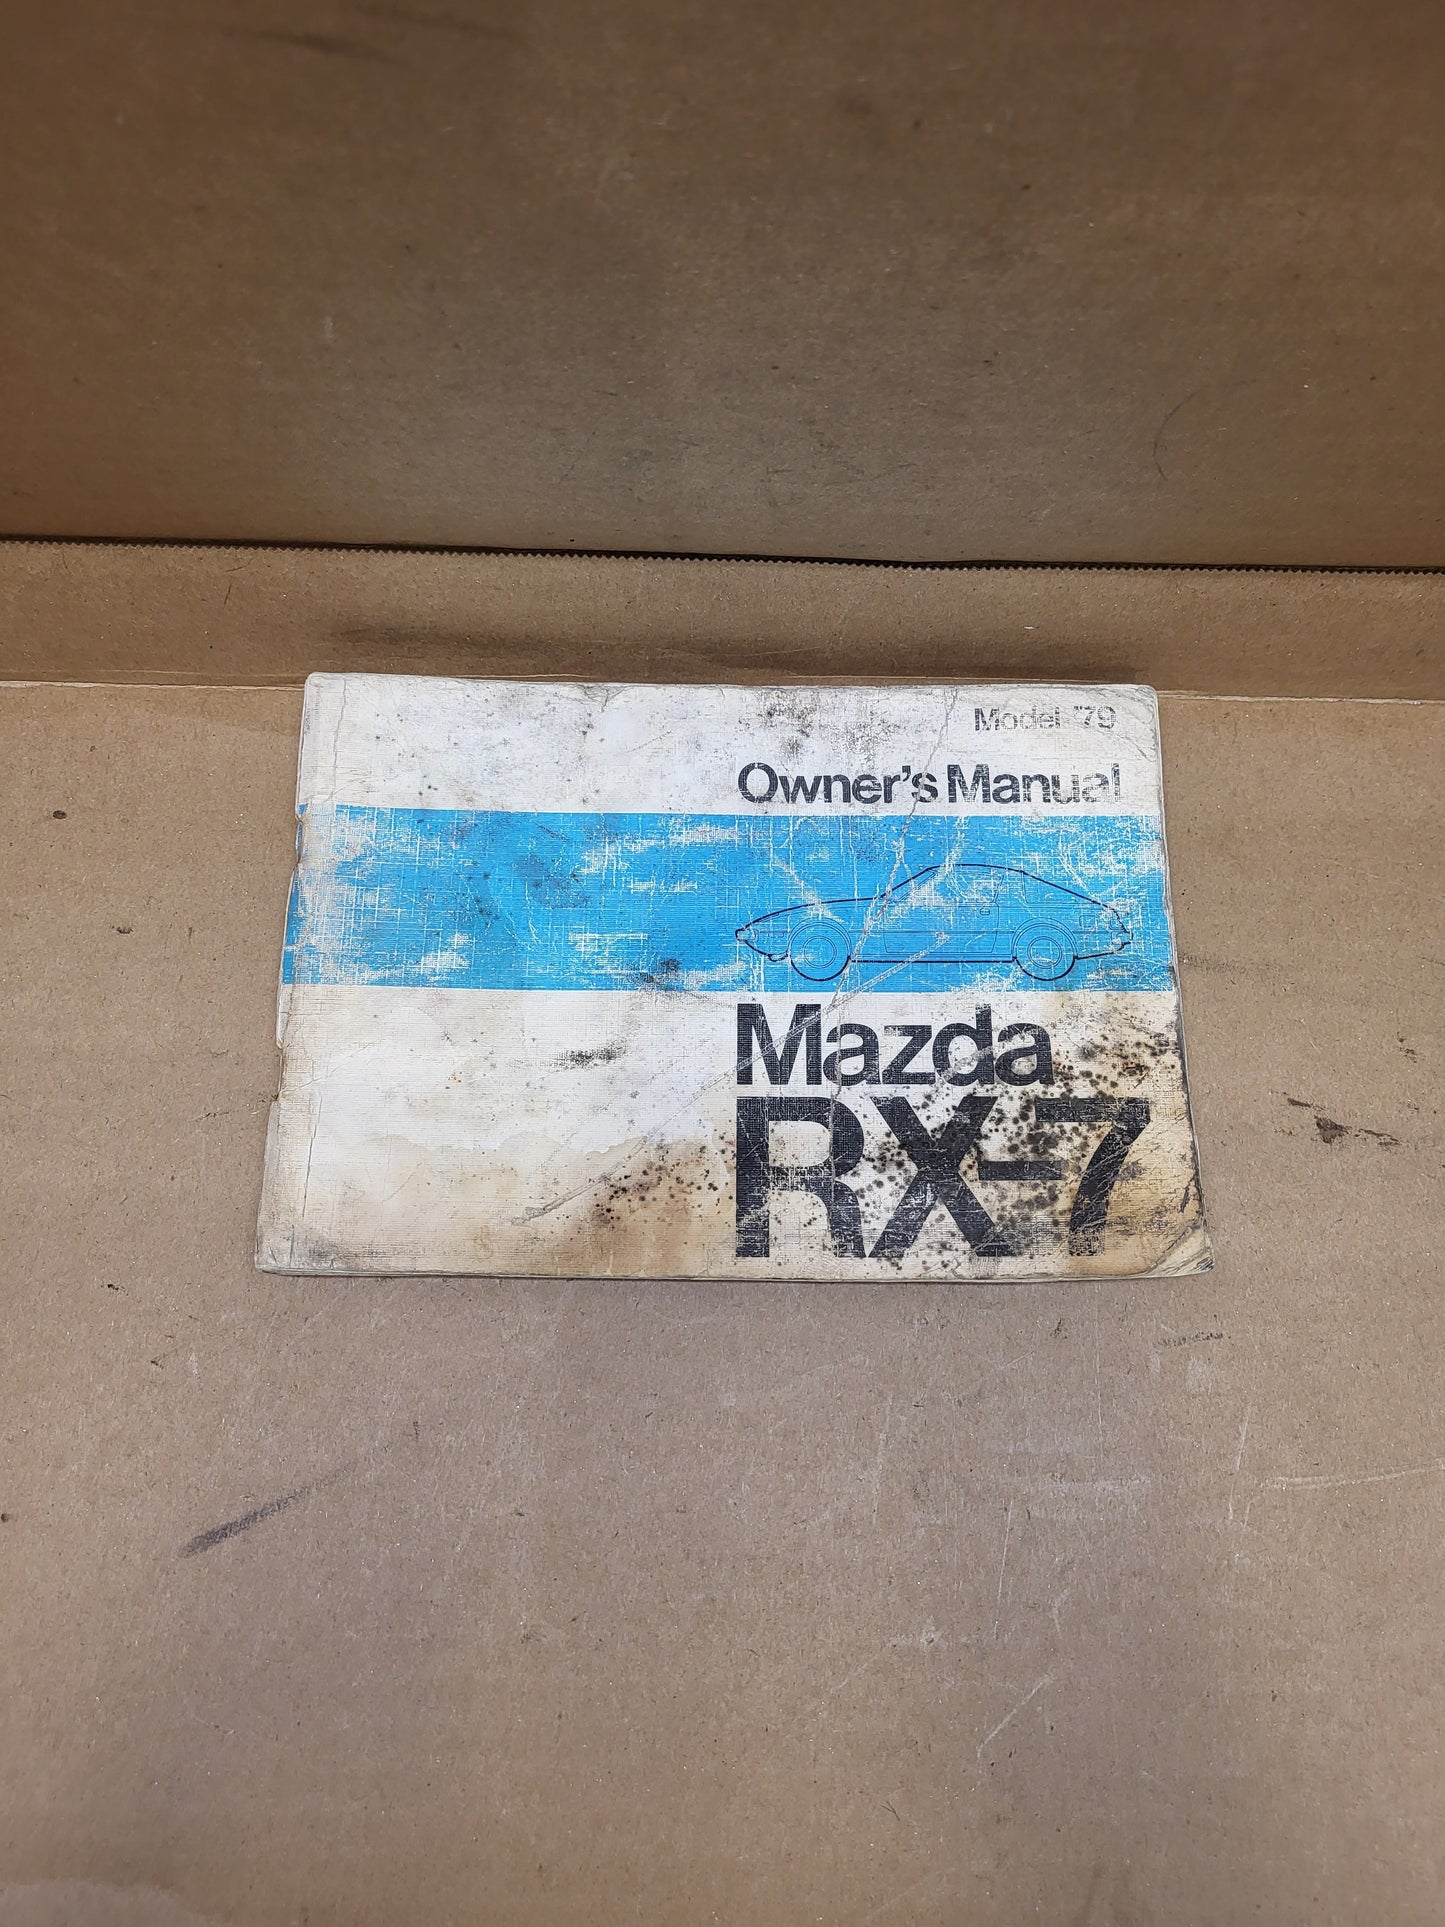 Model '79
Owner's Manual
Mazda
RX-7